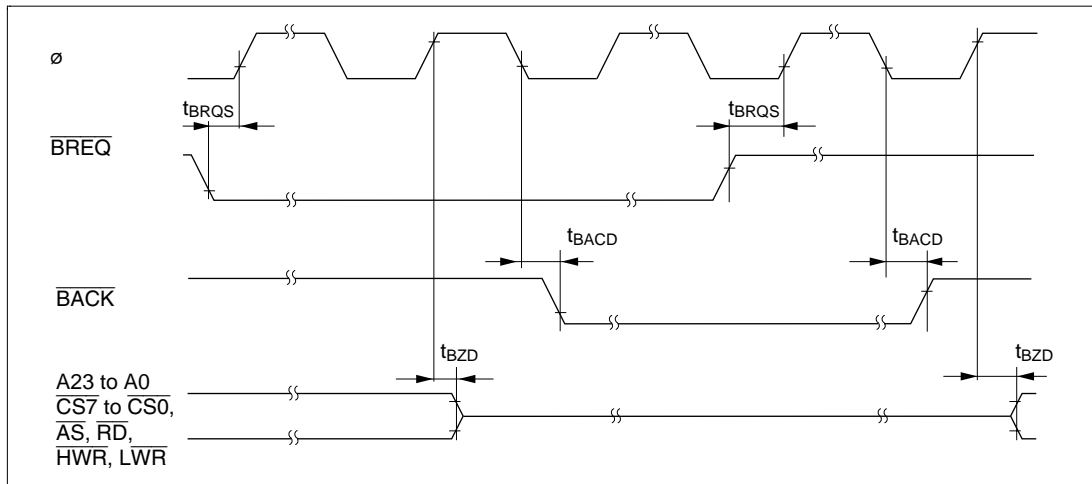 ø
tBRQS
tBRQS
BREQ
tBACD
tBACD
BACK
tBZD
tBZD
A23 to A0
CS7 to CS0,
AS, RD,
HWR, LWR